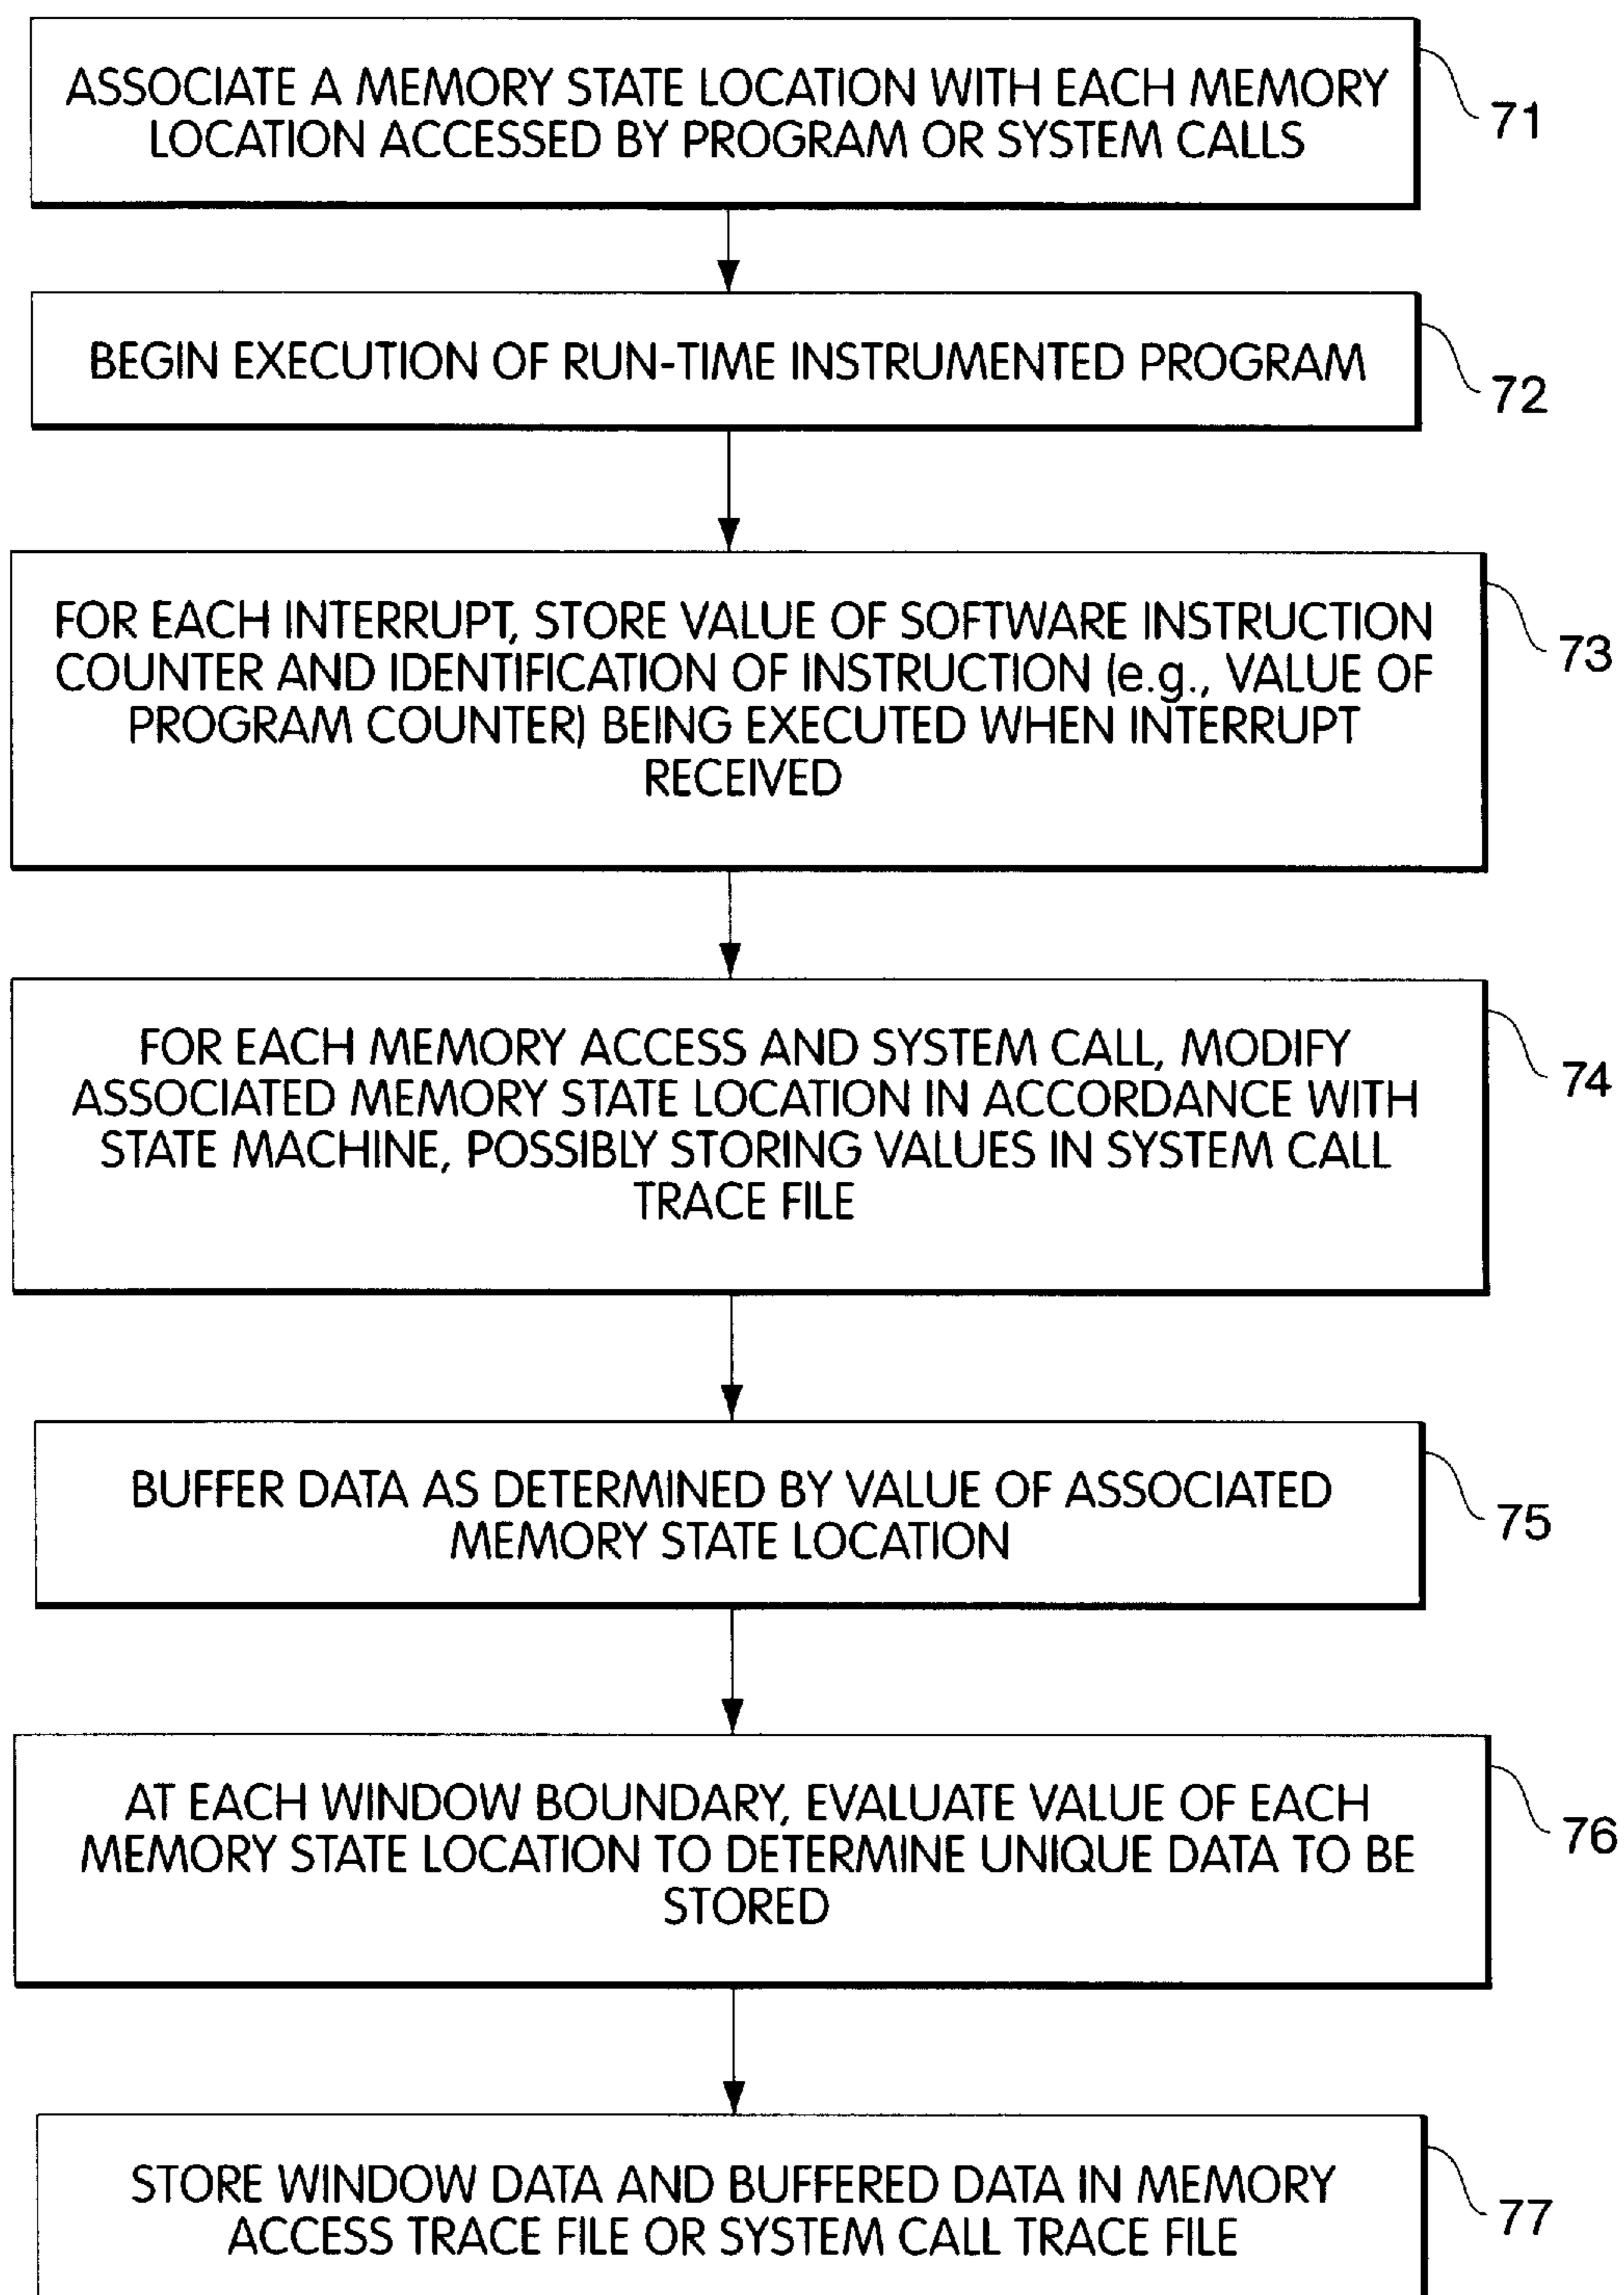 ASSOCIATE A MEMORY STATE LOCATION WITH EACH MEMORY
LOCATION ACCESSED BY PROGRAM OR SYSTEM CALLS
71
BEGIN EXECUTION OF RUN-TIME INSTRUMENTED PROGRAM
72
FOR EACH INTERRUPT, STORE VALUE OF SOFTWARE INSTRUCTION
COUNTER AND IDENTIFICATION OF INSTRUCTION (e.g., VALUE OF
PROGRAM COUNTER) BEING EXECUTED WHEN INTERRUPT
RECEIVED
73
FOR EACH MEMORY ACCESS AND SYSTEM CALL, MODIFY
ASSOCIATED MEMORY STATE LOCATION IN ACCORDANCE WITH
STATE MACHINE, POSSIBLY STORING VALUES IN SYSTEM CALL
TRACE FILE
74
BUFFER DATA AS DETERMINED BY VALUE OF ASSOCIATED
MEMORY STATE LOCATION
75
AT EACH WINDOW BOUNDARY, EVALUATE VALUE OF EACH
MEMORY STATE LOCATION TO DETERMINE UNIQUE DATA TO BE
STORED
76
STORE WINDOW DATA AND BUFFERED DATA IN MEMORY
ACCESS TRACE FILE OR SYSTEM CALL TRACE FILE
77